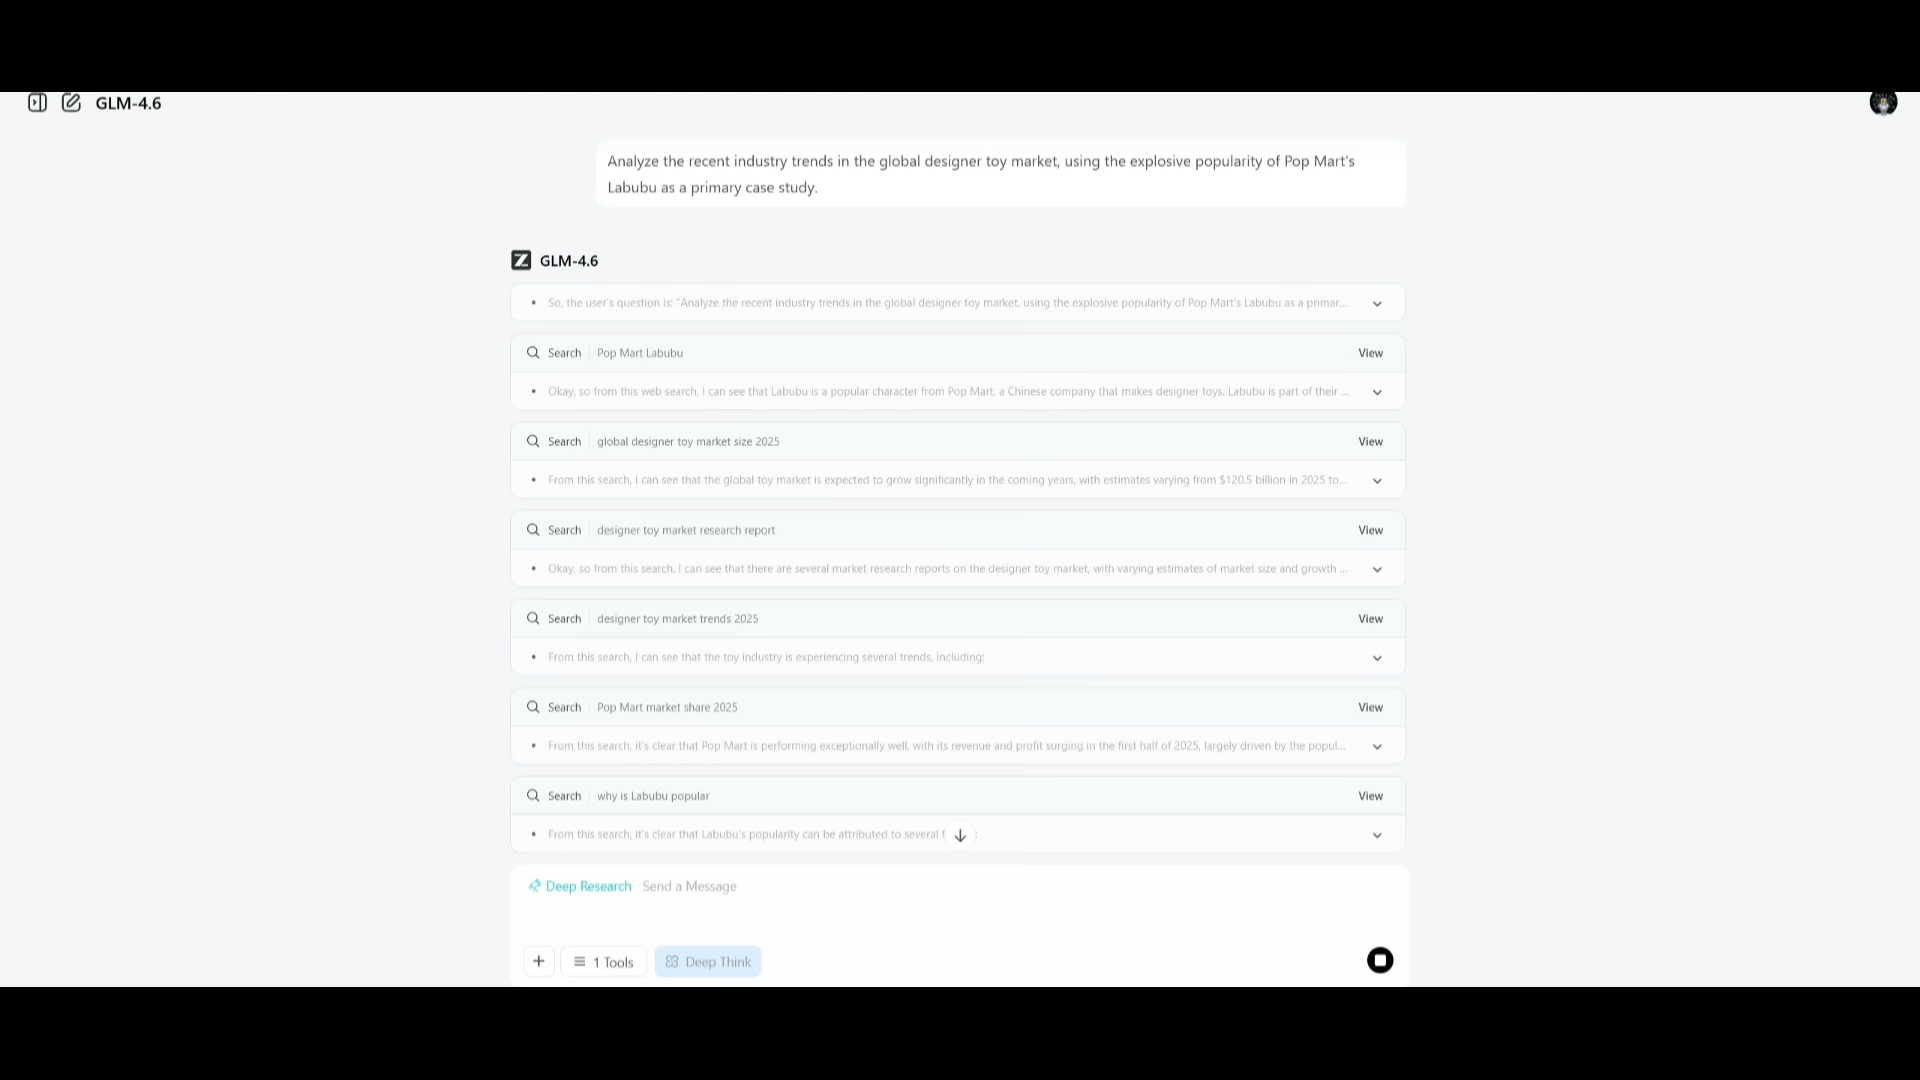 GLM-4.6
Analyze the recent industry trends in the global designer toy market, using the explosive popularity of Pop Mart's
Labubu as a primary case study.
GLM-4.6
So, the user's question is: "Analyze the recent industry trends in the global designer toy market, using the explosive popularity of Pop Mart's Labubu as a primar...
Search Pop Mart Labubu View
Okay, so from this web search, I can see that Labubu is a popular character from Pop Mart, a Chinese company that makes designer toys. Labubu is part of their ...
Search global designer toy market size 2025 View
From this search, I can see that the global toy market is expected to grow significantly in the coming years, with estimates varying from $120.5 billion in 2025 to...
Search designer toy market research report View
Okay, so from this search, I can see that there are several market research reports on the designer toy market, with varying estimates of market size and growth ...
Search designer toy market trends 2025 View
From this search, I can see that the toy industry is experiencing several trends, including:
Search Pop Mart market share 2025 View
From this search, it's clear that Pop Mart is performing exceptionally well, with its revenue and profit surging in the first half of 2025, largely driven by the popul...
Search why is Labubu popular View
From this search, it's clear that Labubu's popularity can be attributed to several
Deep Research Send a Message
1 Tools Deep Think